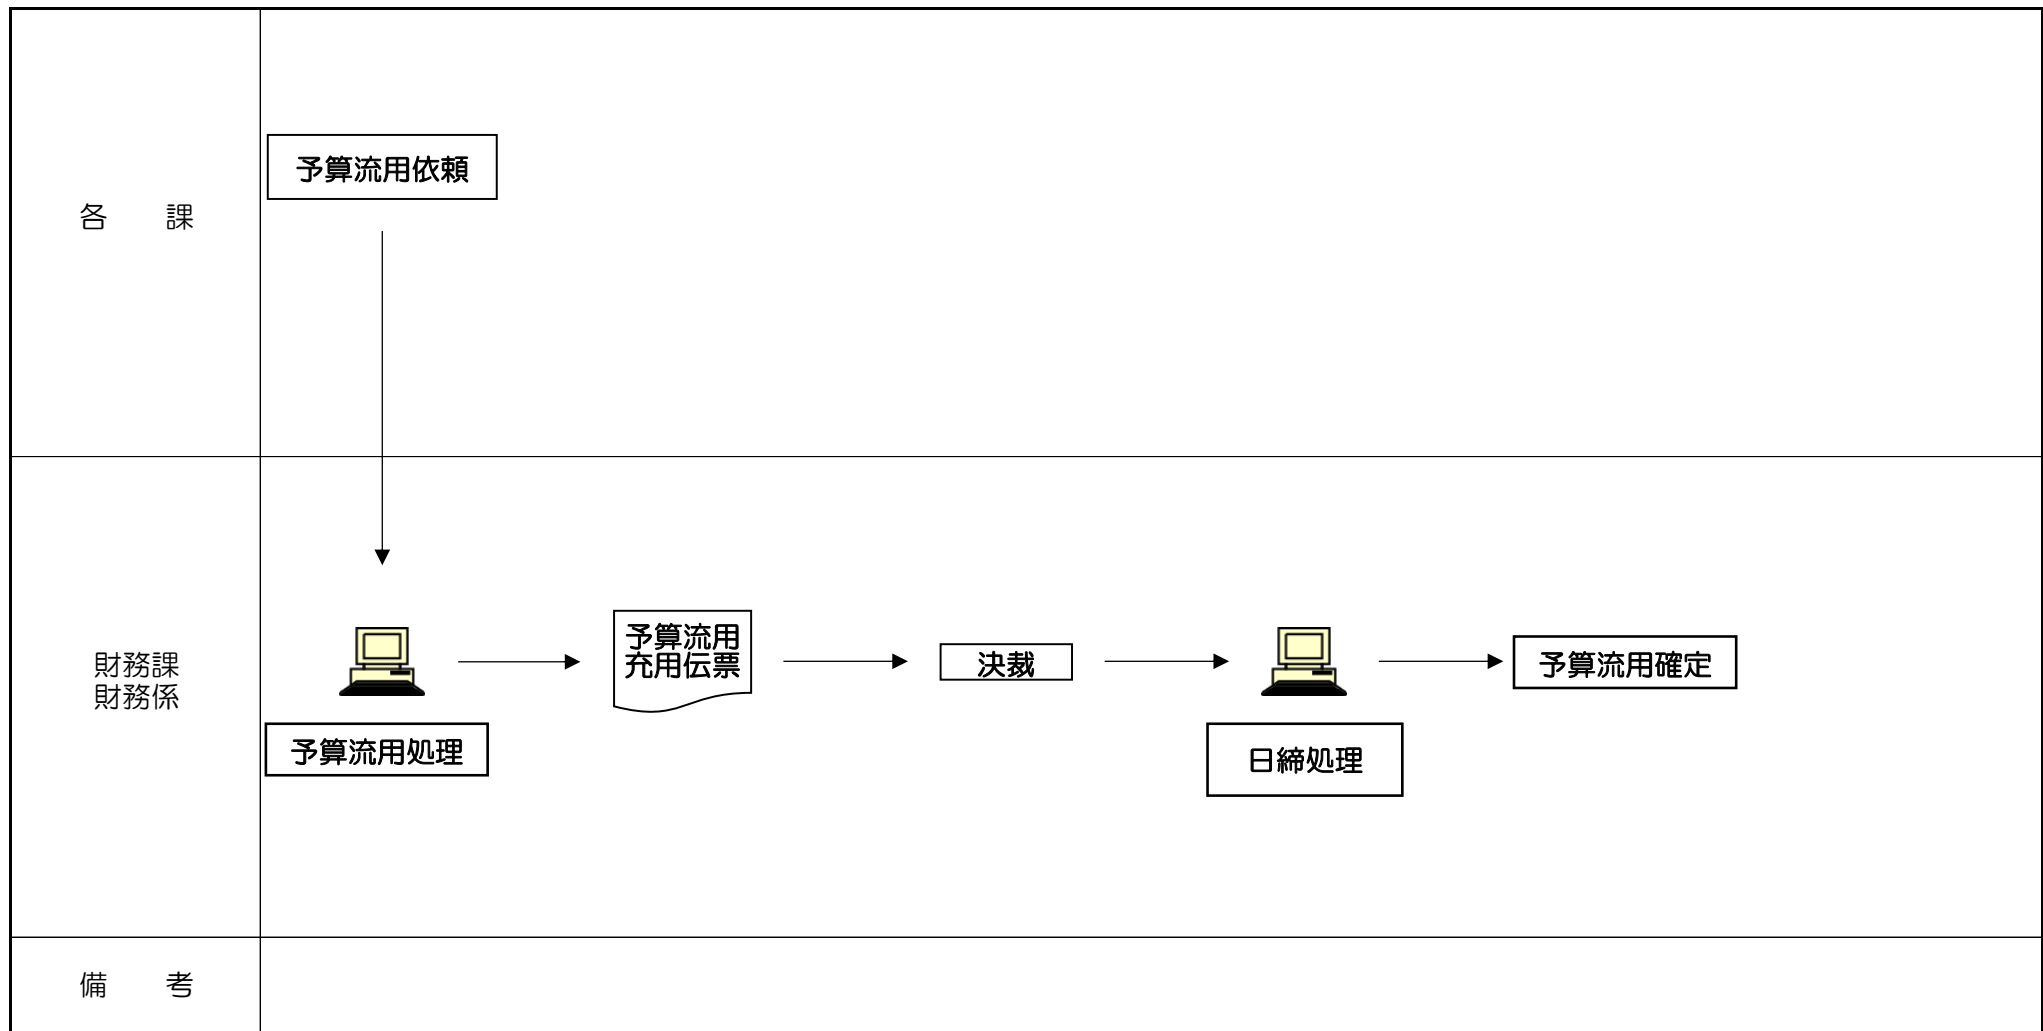 各　　課
予算流用依頼
財務課
財務係
予算流用処理
予算流用
充用伝票
決裁
日締処理
予算流用確定
備　　考